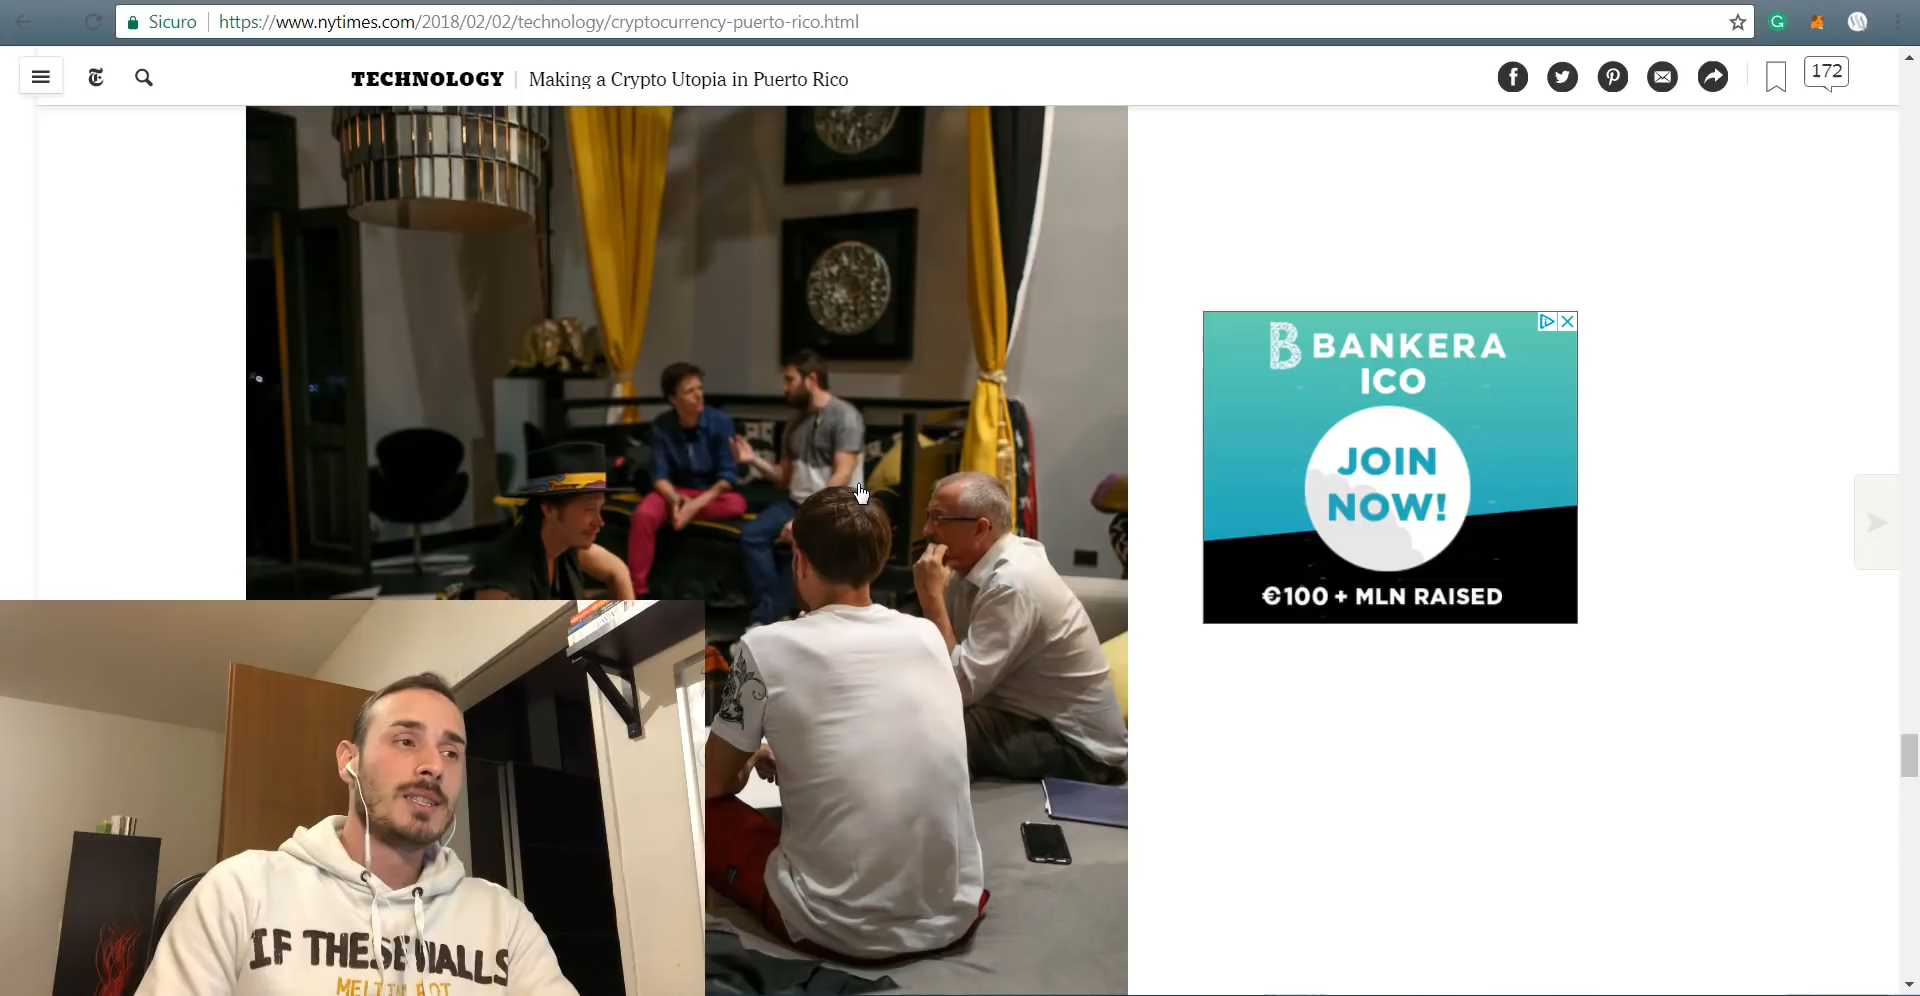 Sicuro https://www.nytimes.com/2018/02/02/technology/cryptocurrency-puerto-rico.html
TECHNOLOGY Making a Crypto Utopia in Puerto Rico
172
BANKERA
ICO
JOIN
NOW!
€100 + MLN RAISED
IF THESE WALLS